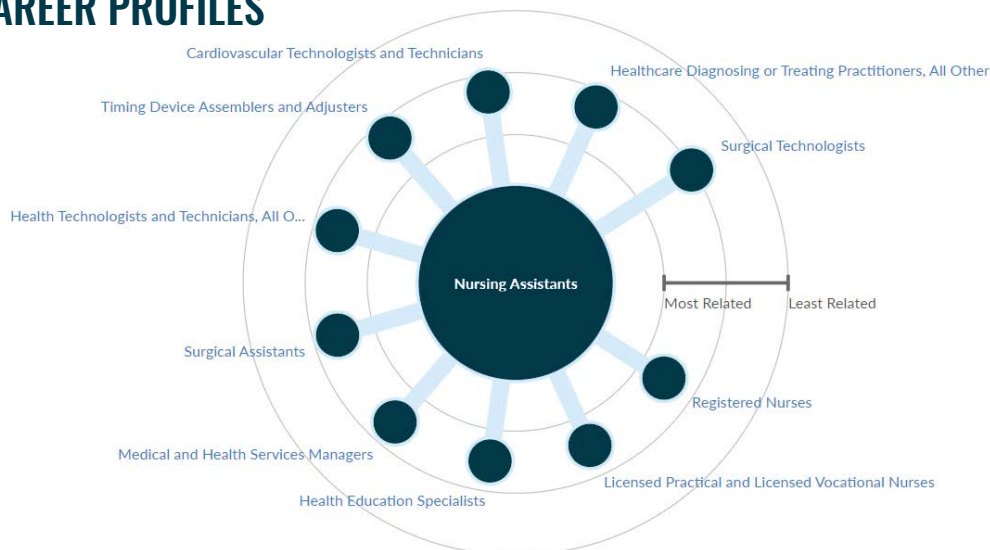 AREER PROFILES
Cardiovascular Technologists and Technicians
Healthcare Diagnosing or Treating Practitioners, All Other
Timing Device Assemblers and Adjusters
Surgical Technologists
Health Technologists and Technicians, All O...
Nursing Assistants
Most Related
Least Related
Surgical Assistants
Registered Nurses
Medical and Health Services Managers
Licensed Practical and Licensed Vocational Nurses
Health Education Specialists